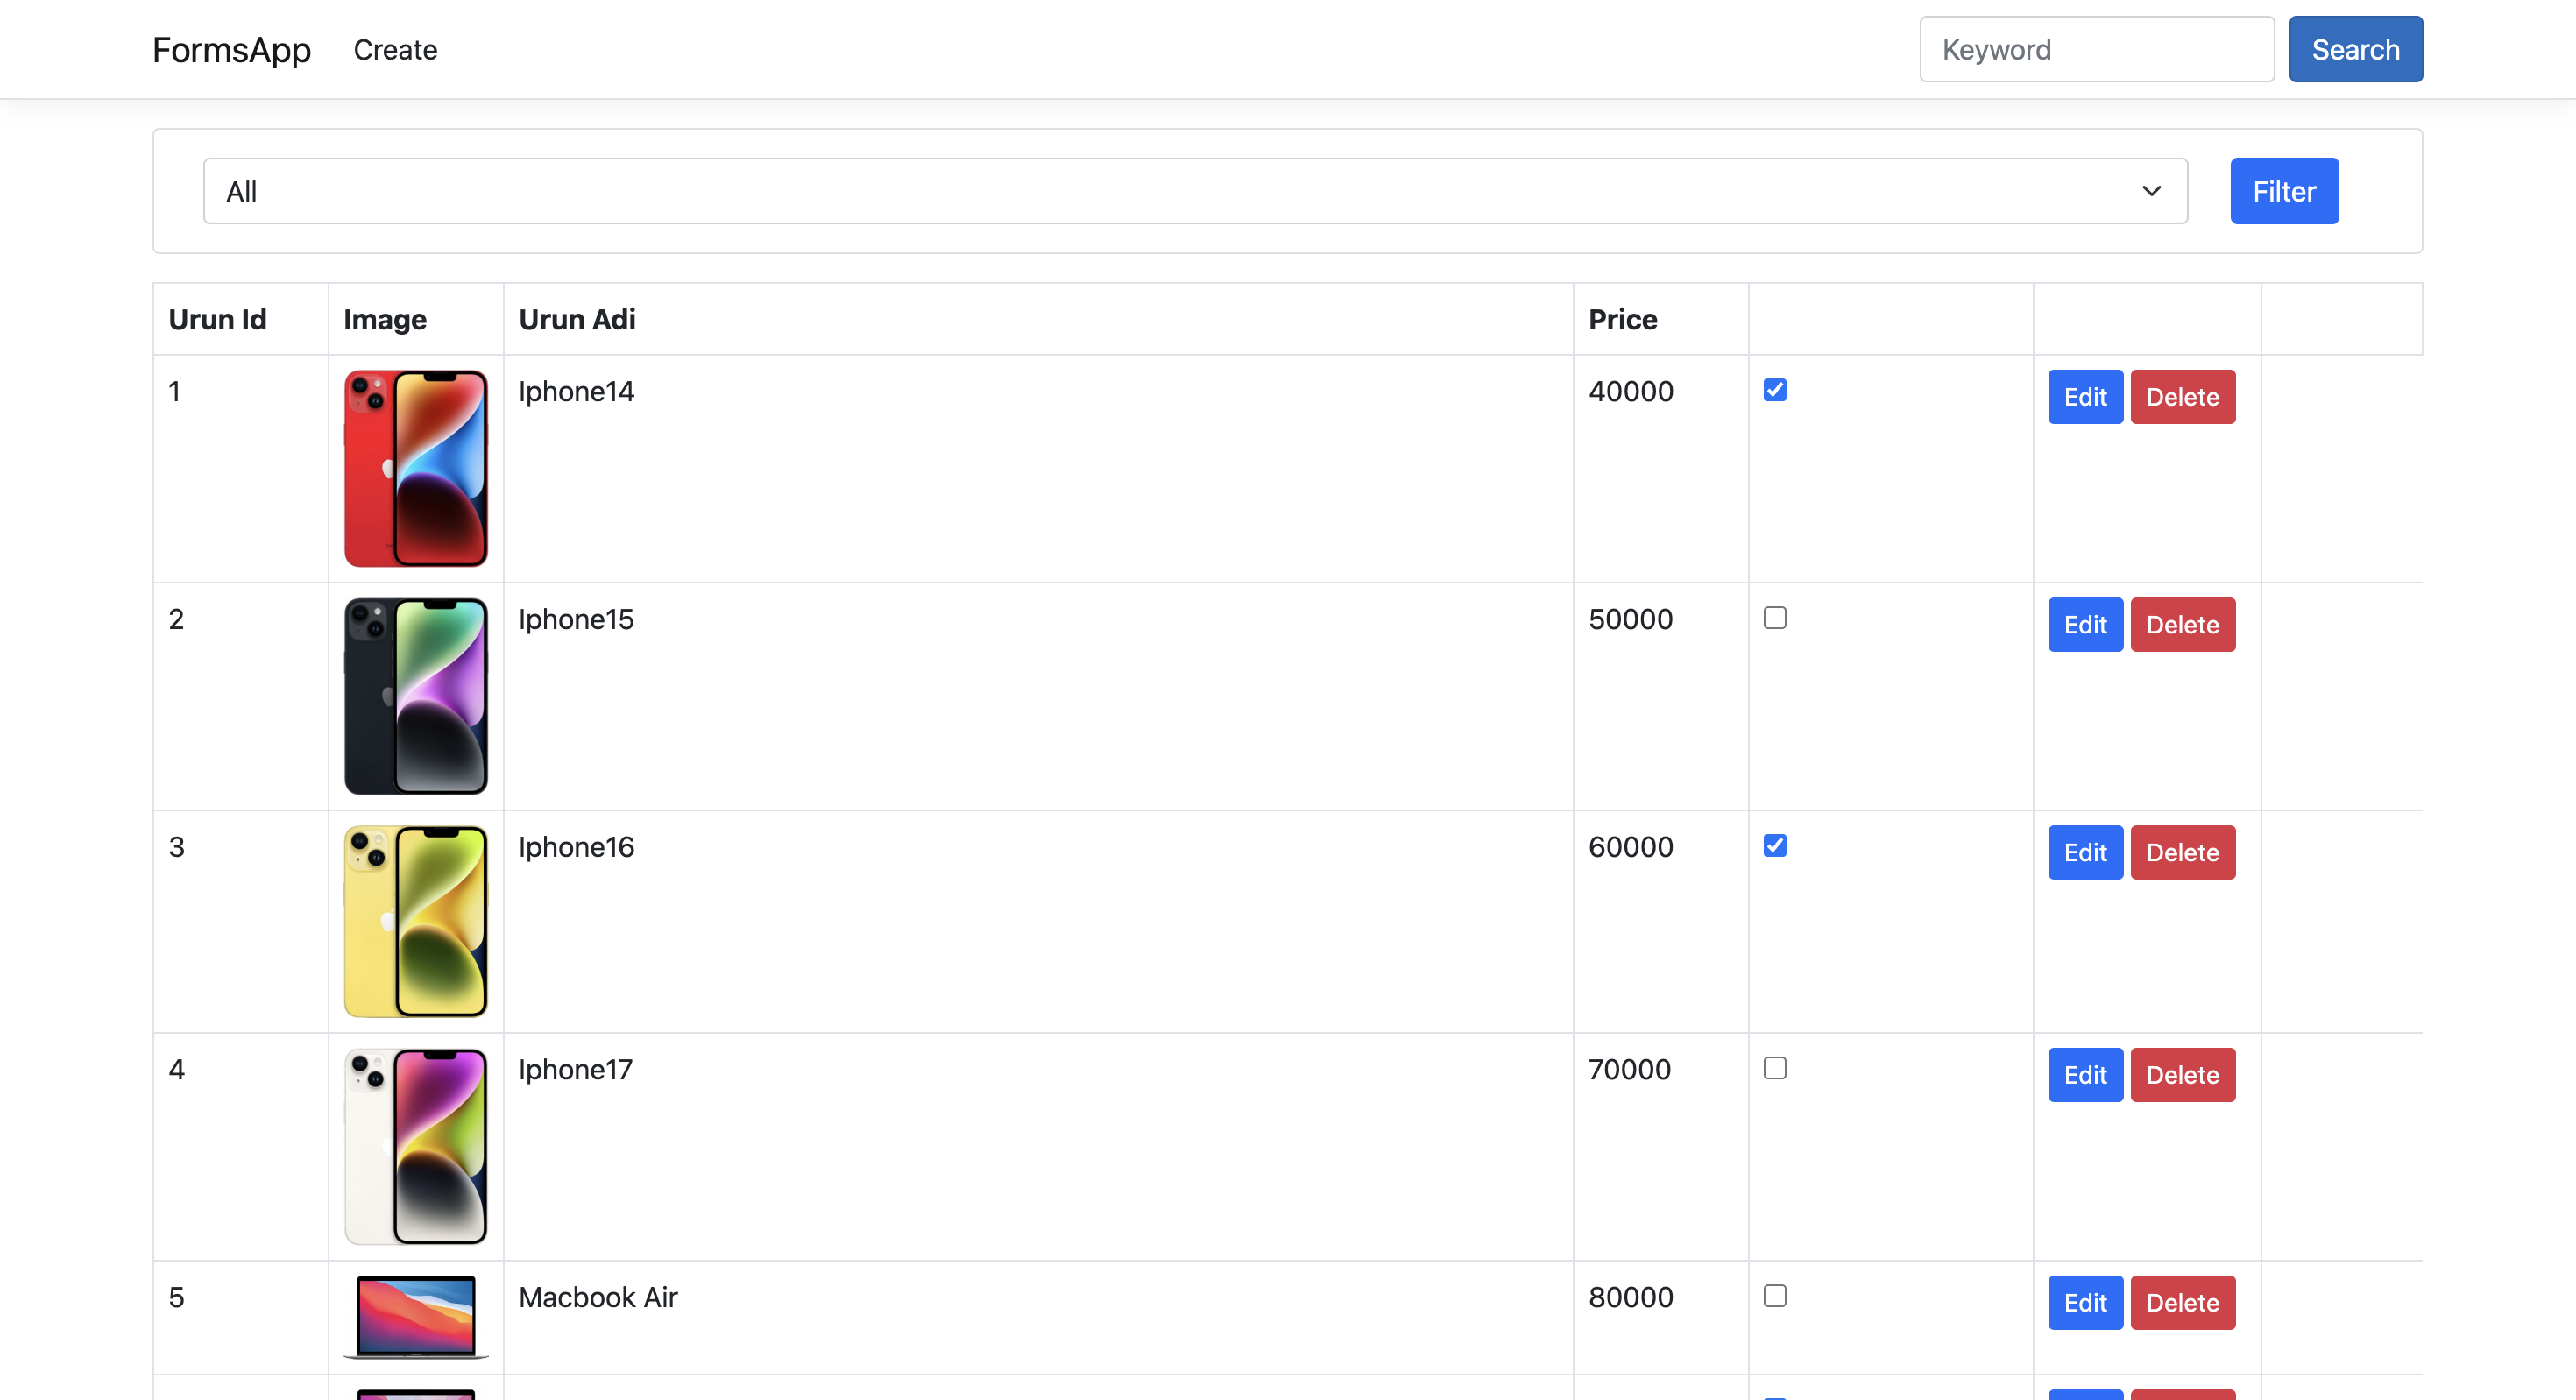 FormsApp Create Keyword Search
All Filter
Urun Id Image Urun Adi Price
1 Iphone14 40000 Edit Delete
2 Iphone15 50000 Edit Delete
3 Iphone16 60000 Edit Delete
4 Iphone17 70000 Edit Delete
5 Macbook Air 80000 Edit Delete